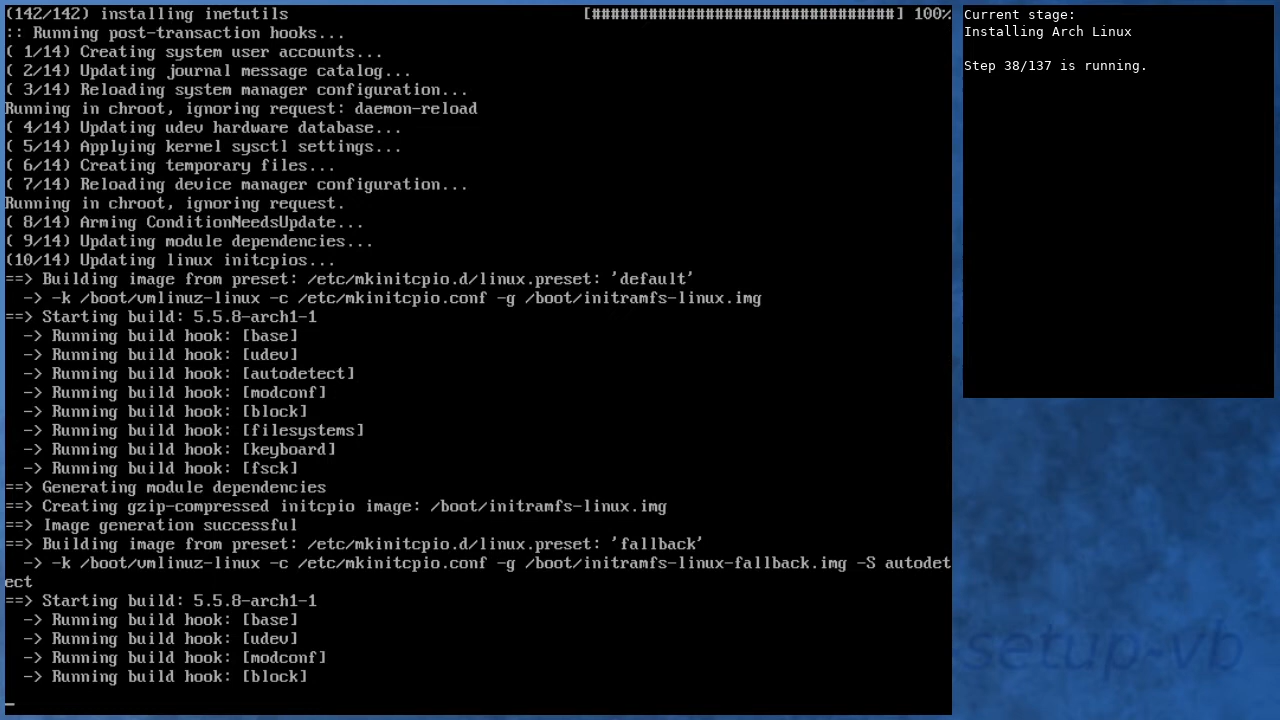 (142/142) installing inetutils                               [################################] 100%
:: Running post-transaction hooks...
( 1/14) Creating system user accounts...
( 2/14) Updating journal message catalog...
( 3/14) Reloading system manager configuration...
Running in chroot, ignoring request: daemon-reload
( 4/14) Updating udev hardware database...
( 5/14) Applying kernel sysctl settings...
( 6/14) Creating temporary files...
( 7/14) Reloading device manager configuration...
Running in chroot, ignoring request.
( 8/14) Arming ConditionNeedsUpdate...
( 9/14) Updating module dependencies...
(10/14) Updating linux initcpios...
==> Building image from preset: /etc/mkinitcpio.d/linux.preset: 'default'
  -> -k /boot/vmlinuz-linux -c /etc/mkinitcpio.conf -g /boot/initramfs-linux.img
==> Starting build: 5.5.8-arch1-1
  -> Running build hook: [base]
  -> Running build hook: [udev]
  -> Running build hook: [autodetect]
  -> Running build hook: [modconf]
  -> Running build hook: [block]
  -> Running build hook: [filesystems]
  -> Running build hook: [keyboard]
  -> Running build hook: [fsck]
==> Generating module dependencies
==> Creating gzip-compressed initcpio image: /boot/initramfs-linux.img
==> Image generation successful
==> Building image from preset: /etc/mkinitcpio.d/linux.preset: 'fallback'
  -> -k /boot/vmlinuz-linux -c /etc/mkinitcpio.conf -g /boot/initramfs-linux-fallback.img -S autodet
ect
==> Starting build: 5.5.8-arch1-1
  -> Running build hook: [base]
  -> Running build hook: [udev]
  -> Running build hook: [modconf]
  -> Running build hook: [block]
_
Current stage:
Installing Arch Linux
Step 38/137 is running.
setup-vb